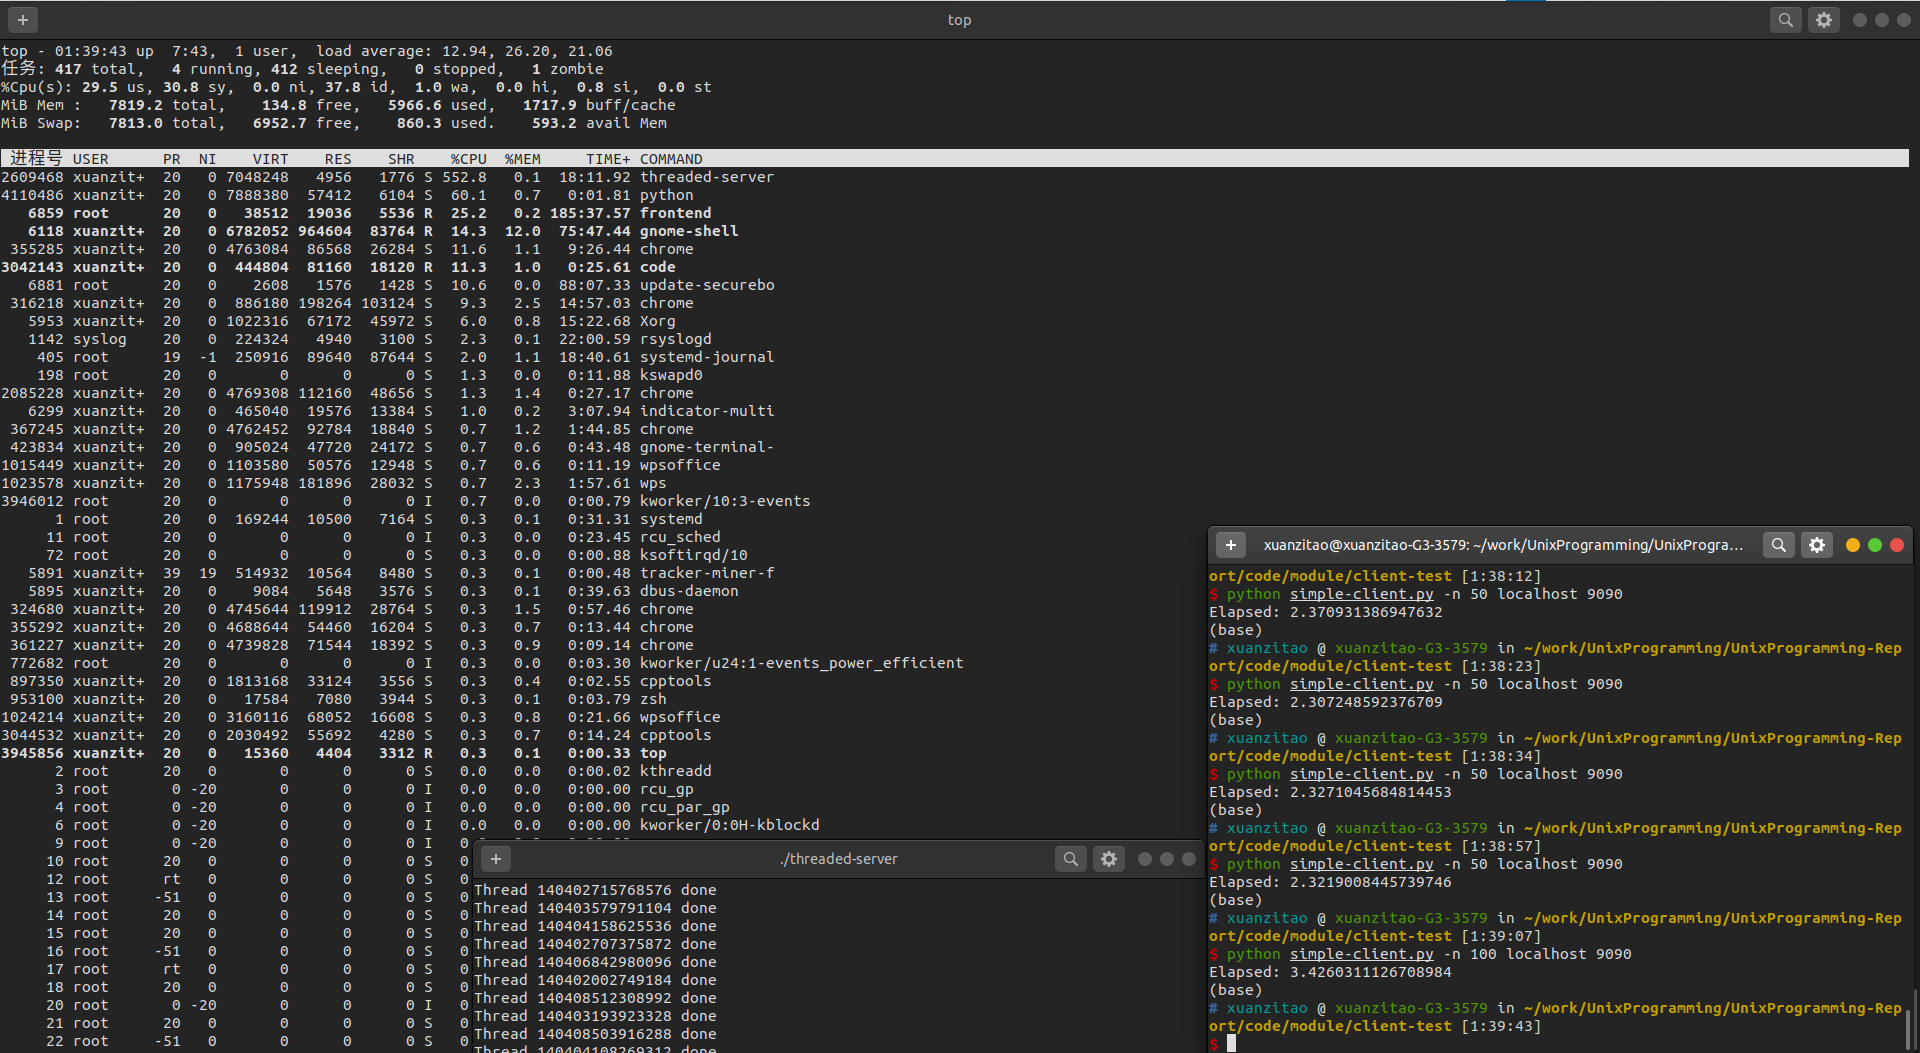 top
top - 01:39:43 up  7:43,  1 user,  load average: 12.94, 26.20, 21.06
任务: 417 total,   4 running, 412 sleeping,   0 stopped,   1 zombie
%Cpu(s): 29.5 us, 30.8 sy,  0.0 ni, 37.8 id,  1.0 wa,  0.0 hi,  0.8 si,  0.0 st
MiB Mem :   7819.2 total,    134.8 free,   5966.6 used,   1717.9 buff/cache
MiB Swap:   7813.0 total,   6952.7 free,    860.3 used.    593.2 avail Mem
进程号 USER      PR  NI    VIRT    RES    SHR    %CPU  %MEM     TIME+ COMMAND
2609468 xuanzit+  20   0 7048248   4956   1776 S 552.8   0.1  18:11.92 threaded-server
4110486 xuanzit+  20   0 7888380  57412   6104 S  60.1   0.7   0:01.81 python
6859 root      20   0   38512  19036   5536 R  25.2   0.2 185:37.57 frontend
6118 xuanzit+  20   0 6782052 964604  83764 R  14.3  12.0  75:47.44 gnome-shell
355285 xuanzit+  20   0 4763084  86568  26284 S  11.6   1.1   9:26.44 chrome
3042143 xuanzit+  20   0  444804  81160  18120 R  11.3   1.0   0:25.61 code
6881 root      20   0    2608   1576   1428 S  10.6   0.0  88:07.33 update-securebo
316218 xuanzit+  20   0  886180 198264 103124 S   9.3   2.5  14:57.03 chrome
5953 xuanzit+  20   0 1022316  67172  45972 S   6.0   0.8  15:22.68 Xorg
1142 syslog    20   0  224324   4940   3100 S   2.3   0.1  22:00.59 rsyslogd
405 root      19  -1  250916  89640  87644 S   2.0   1.1  18:40.61 systemd-journal
198 root      20   0       0      0      0 S   1.3   0.0   0:11.88 kswapd0
2085228 xuanzit+  20   0 4769308 112160  48656 S   1.3   1.4   0:27.17 chrome
6299 xuanzit+  20   0  465040  19576  13384 S   1.0   0.2   3:07.94 indicator-multi
367245 xuanzit+  20   0 4762452  92784  18840 S   0.7   1.2   1:44.85 chrome
423834 xuanzit+  20   0  905024  47720  24172 S   0.7   0.6   0:43.48 gnome-terminal-
1015449 xuanzit+  20   0 1103580  50576  12948 S   0.7   0.6   0:11.19 wpsoffice
1023578 xuanzit+  20   0 1175948 181896  28032 S   0.7   2.3   1:57.61 wps
3946012 root      20   0       0      0      0 I   0.7   0.0   0:00.79 kworker/10:3-events
1 root      20   0  169244  10500   7164 S   0.3   0.1   0:31.31 systemd
11 root      20   0       0      0      0 I   0.3   0.0   0:23.45 rcu_sched
72 root      20   0       0      0      0 S   0.3   0.0   0:00.88 ksoftirqd/10
5891 xuanzit+  39  19  514932  10564   8480 S   0.3   0.1   0:00.48 tracker-miner-f
5895 xuanzit+  20   0    9084   5648   3576 S   0.3   0.1   0:39.63 dbus-daemon
324680 xuanzit+  20   0 4745644 119912  28764 S   0.3   1.5   0:57.46 chrome
355292 xuanzit+  20   0 4688644  54460  16204 S   0.3   0.7   0:13.44 chrome
361227 xuanzit+  20   0 4739828  71544  18392 S   0.3   0.9   0:09.14 chrome
772682 root      20   0       0      0      0 I   0.3   0.0   0:03.30 kworker/u24:1-events_power_efficient
897350 xuanzit+  20   0 1813168  33124   3556 S   0.3   0.4   0:02.55 cpptools
953100 xuanzit+  20   0   17584   7080   3944 S   0.3   0.1   0:03.79 zsh
1024214 xuanzit+  20   0 3160116  68052  16608 S   0.3   0.8   0:21.66 wpsoffice
3044532 xuanzit+  20   0 2030492  55692   4280 S   0.3   0.7   0:14.24 cpptools
3945856 xuanzit+  20   0   15360   4404   3312 R   0.3   0.1   0:00.33 top
2 root      20   0       0      0      0 S   0.0   0.0   0:00.02 kthreadd
3 root       0 -20       0      0      0 I   0.0   0.0   0:00.00 rcu_gp
4 root       0 -20       0      0      0 I   0.0   0.0   0:00.00 rcu_par_gp
6 root       0 -20       0      0      0 I   0.0   0.0   0:00.00 kworker/0:0H-kblockd
9 root       0 -20       0      0      0 I
10 root      20   0       0      0      0 S   0
12 root      rt   0       0      0      0 S   0
13 root     -51   0       0      0      0 S   0
14 root      20   0       0      0      0 S   0
15 root      20   0       0      0      0 S   0
16 root     -51   0       0      0      0 S   0
17 root      rt   0       0      0      0 S   0
18 root      20   0       0      0      0 S   0
20 root       0 -20       0      0      0 I   0
21 root      20   0       0      0      0 S   0
22 root     -51   0       0      0      0 S   0
./threaded-server
Thread 140402715768576 done
Thread 140403579791104 done
Thread 140404158625536 done
Thread 140402707375872 done
Thread 140406842980096 done
Thread 140402002749184 done
Thread 140408512308992 done
Thread 140403193923328 done
Thread 140408503916288 done
Thread 140404108269312 done
xuanzitao@xuanzitao-G3-3579: ~/work/UnixProgramming/UnixProgra...
ort/code/module/client-test [1:38:12]
$ python simple-client.py -n 50 localhost 9090
Elapsed: 2.370931386947632
(base)
# xuanzitao @ xuanzitao-G3-3579 in ~/work/UnixProgramming/UnixProgramming-Rep
ort/code/module/client-test [1:38:23]
$ python simple-client.py -n 50 localhost 9090
Elapsed: 2.307248592376709
(base)
# xuanzitao @ xuanzitao-G3-3579 in ~/work/UnixProgramming/UnixProgramming-Rep
ort/code/module/client-test [1:38:34]
$ python simple-client.py -n 50 localhost 9090
Elapsed: 2.3271045684814453
(base)
# xuanzitao @ xuanzitao-G3-3579 in ~/work/UnixProgramming/UnixProgramming-Rep
ort/code/module/client-test [1:38:57]
$ python simple-client.py -n 50 localhost 9090
Elapsed: 2.3219008445739746
(base)
# xuanzitao @ xuanzitao-G3-3579 in ~/work/UnixProgramming/UnixProgramming-Rep
ort/code/module/client-test [1:39:07]
$ python simple-client.py -n 100 localhost 9090
Elapsed: 3.4260311126708984
(base)
# xuanzitao @ xuanzitao-G3-3579 in ~/work/UnixProgramming/UnixProgramming-Rep
ort/code/module/client-test [1:39:43]
$